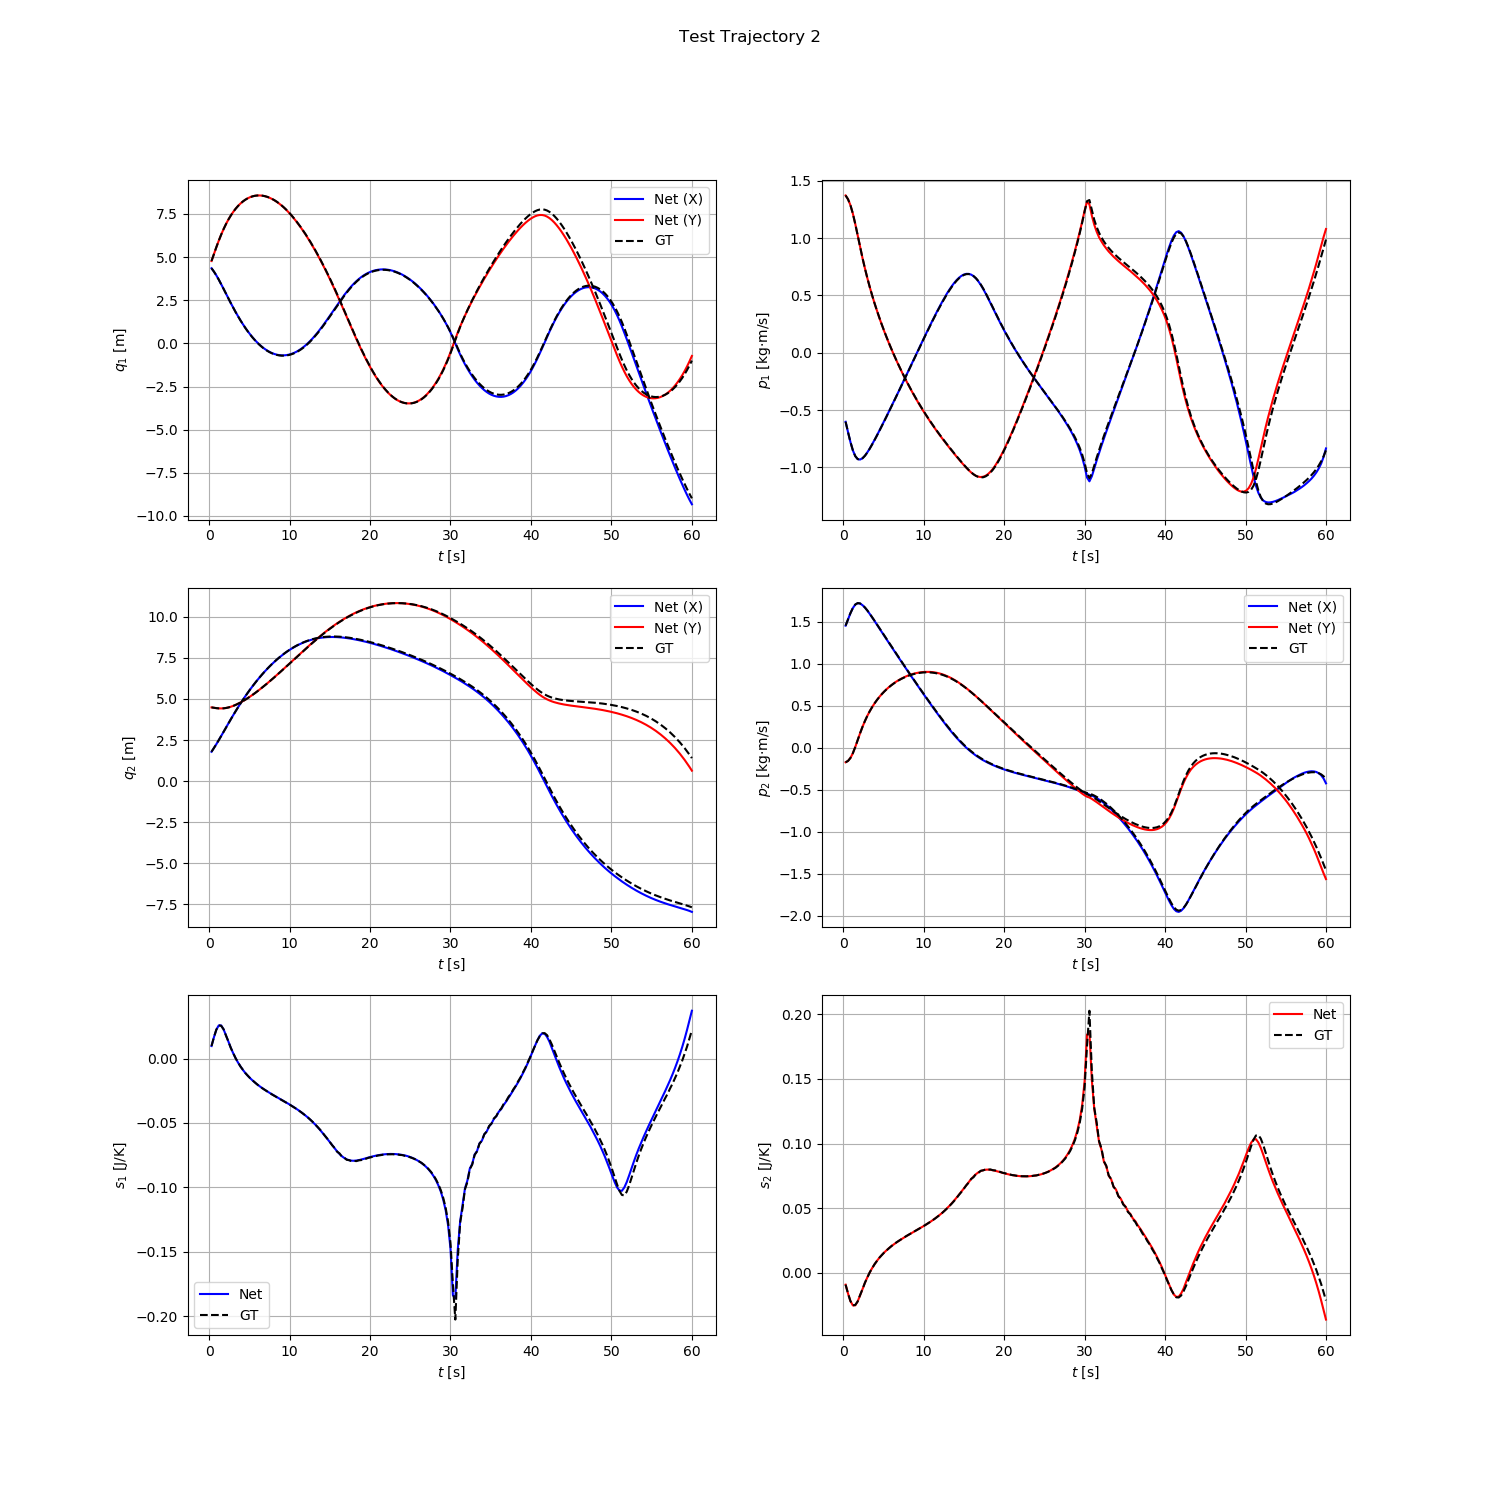 Test Trajectory 2
7.5
5.0
2.5
0.0
−2.5
−5.0
−7.5
−10.0
q1 [m]
0 10 20 30 40 50 60
t [s]
Net (X)
Net (Y)
GT
1.5
1.0
0.5
0.0
−0.5
−1.0
p1 [kg·m/s]
0 10 20 30 40 50 60
t [s]
10.0
7.5
5.0
2.5
0.0
−2.5
−5.0
−7.5
q2 [m]
0 10 20 30 40 50 60
t [s]
Net (X)
Net (Y)
GT
1.5
1.0
0.5
0.0
−0.5
−1.0
−1.5
−2.0
p2 [kg·m/s]
0 10 20 30 40 50 60
t [s]
Net (X)
Net (Y)
GT
0.00
−0.05
−0.10
−0.15
−0.20
s1 [J/K]
0 10 20 30 40 50 60
t [s]
Net
GT
0.20
0.15
0.10
0.05
0.00
s2 [J/K]
0 10 20 30 40 50 60
t [s]
Net
GT